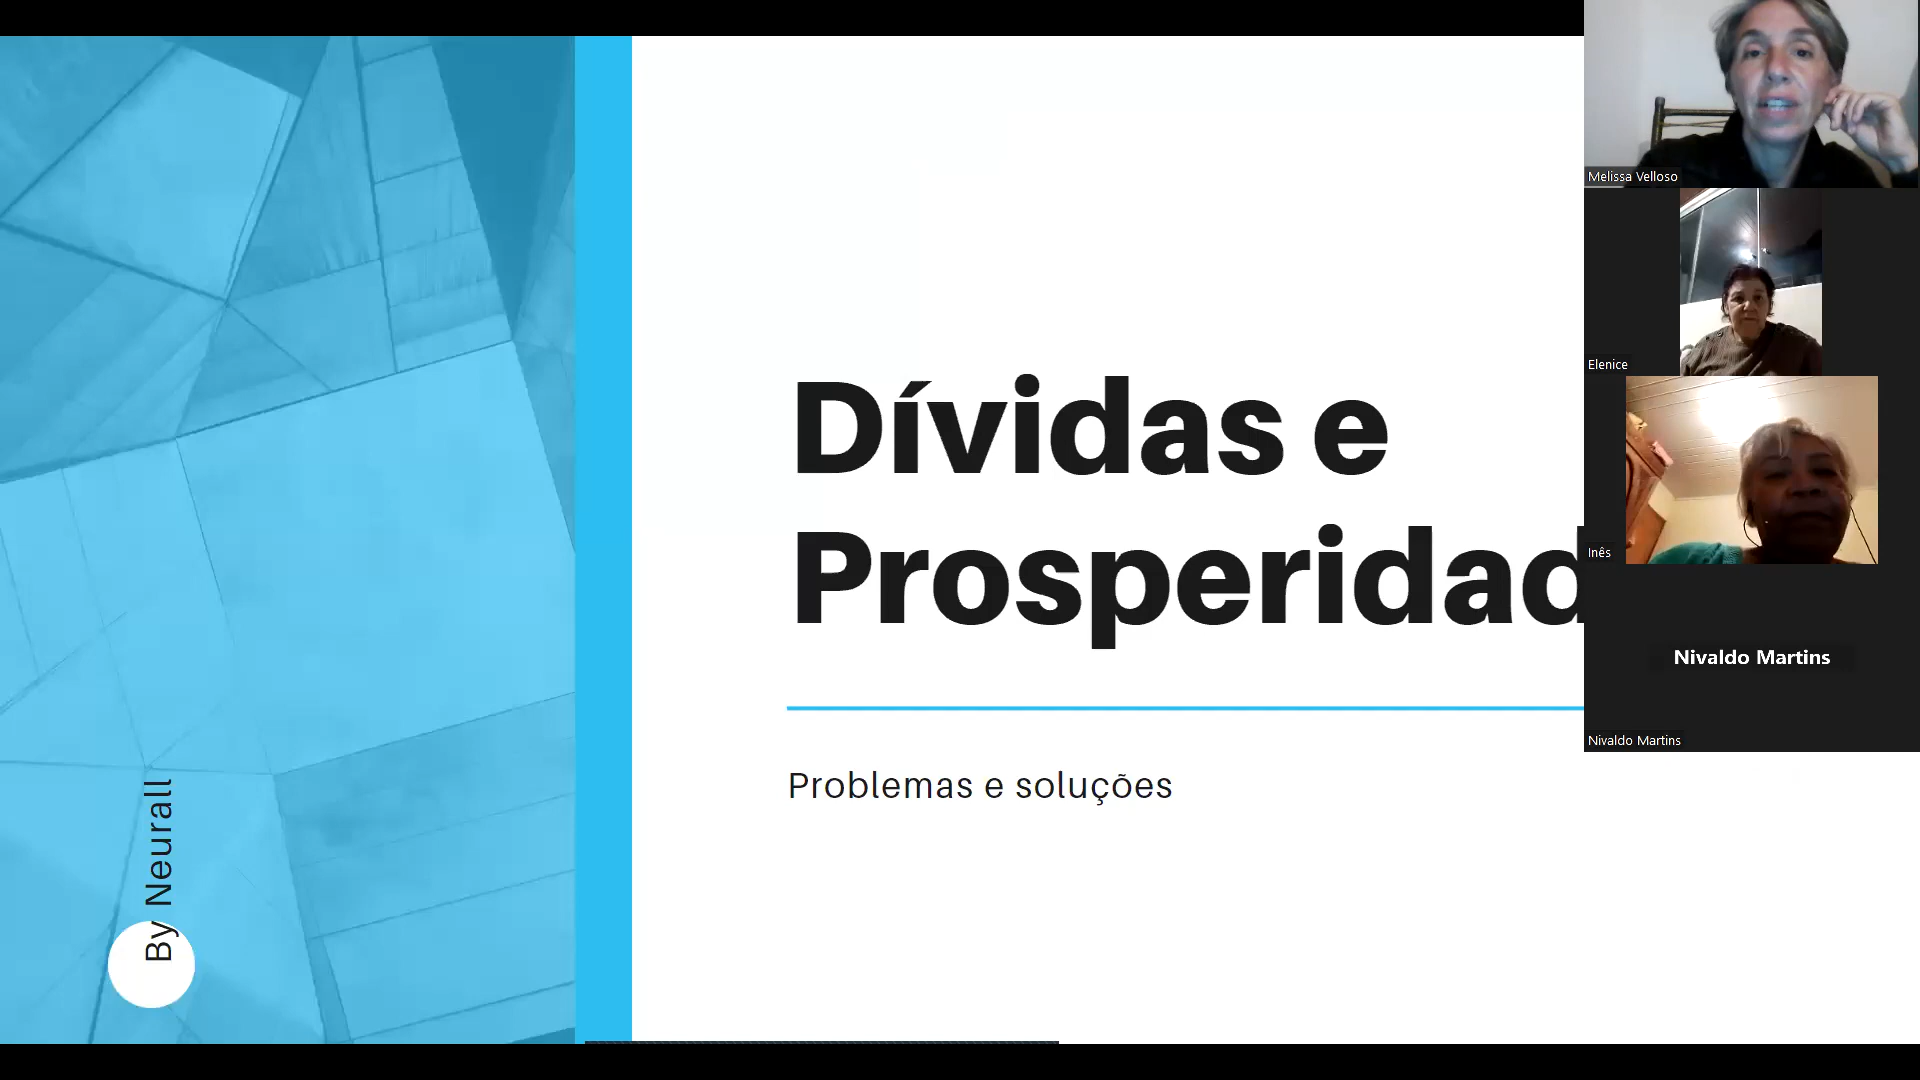 Dívidas e
Prosperidad
Problemas e soluções
By Neurall
Melissa Velloso
Elenice
Inês
Nivaldo Martins
Nivaldo Martins